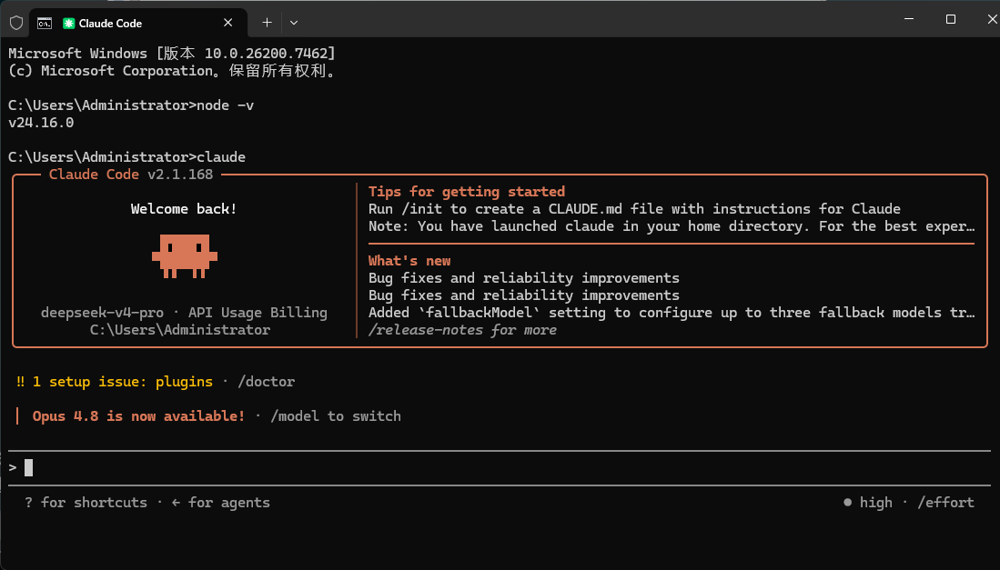 Claude Code
Microsoft Windows [版本 10.0.26200.7462]
(c) Microsoft Corporation。保留所有权利。
C:\Users\Administrator>node -v
v24.16.0
C:\Users\Administrator>claude
Claude Code v2.1.168
Welcome back!
deepseek-v4-pro · API Usage Billing
C:\Users\Administrator
Tips for getting started
Run /init to create a CLAUDE.md file with instructions for Claude
Note: You have launched claude in your home directory. For the best exper…
What's new
Bug fixes and reliability improvements
Bug fixes and reliability improvements
Added `fallbackModel` setting to configure up to three fallback models tr…
/release-notes for more
‼ 1 setup issue: plugins · /doctor
Opus 4.8 is now available! · /model to switch
>
? for shortcuts · ← for agents
● high · /effort